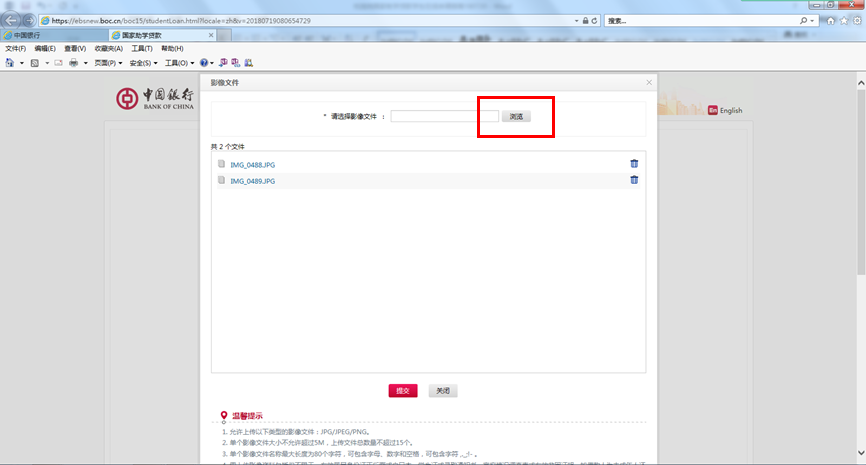 https://ebsnew.boc.cn/boc15/studentLoan.html?locale=zh&v=20180719080654729
搜索...
中国银行
国家助学贷款
文件(F) 编辑(E) 查看(V) 收藏夹(A) 工具(T) 帮助(H)
页面(P) 安全(S) 工具(O)
影像文件
中国银行
BANK OF CHINA
* 请选择影像文件 ：
浏览
En English
共 2 个文件
IMG_0488.JPG
IMG_0489.JPG
提交 关闭
温馨提示
1. 允许上传以下类型的影像文件：JPG/JPEG/PNG。
2. 单个影像文件大小不允许超过5M，上传文件总数量不超过15个。
3. 单个影像文件名称最大长度为80个字符，可包含字母、数字和空格，可包含字符